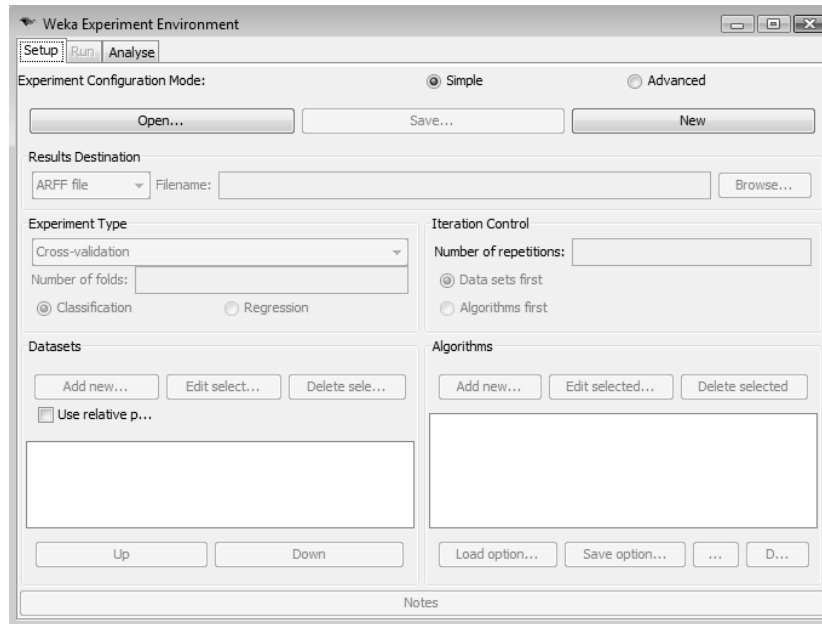 Weka Experiment Environment
Setup Run Analyse
Experiment Configuration Mode: Simple Advanced
Open... Save... New
Results Destination
ARFF file Filename: Browse...
Experiment Type
Cross-validation
Number of folds:
Classification Regression
Iteration Control
Number of repetitions:
Data sets first
Algorithms first
Datasets
Add new... Edit select... Delete sele...
Use relative p...
Up Down
Algorithms
Add new... Edit selected... Delete selected
Load option... Save option... ... D...
Notes